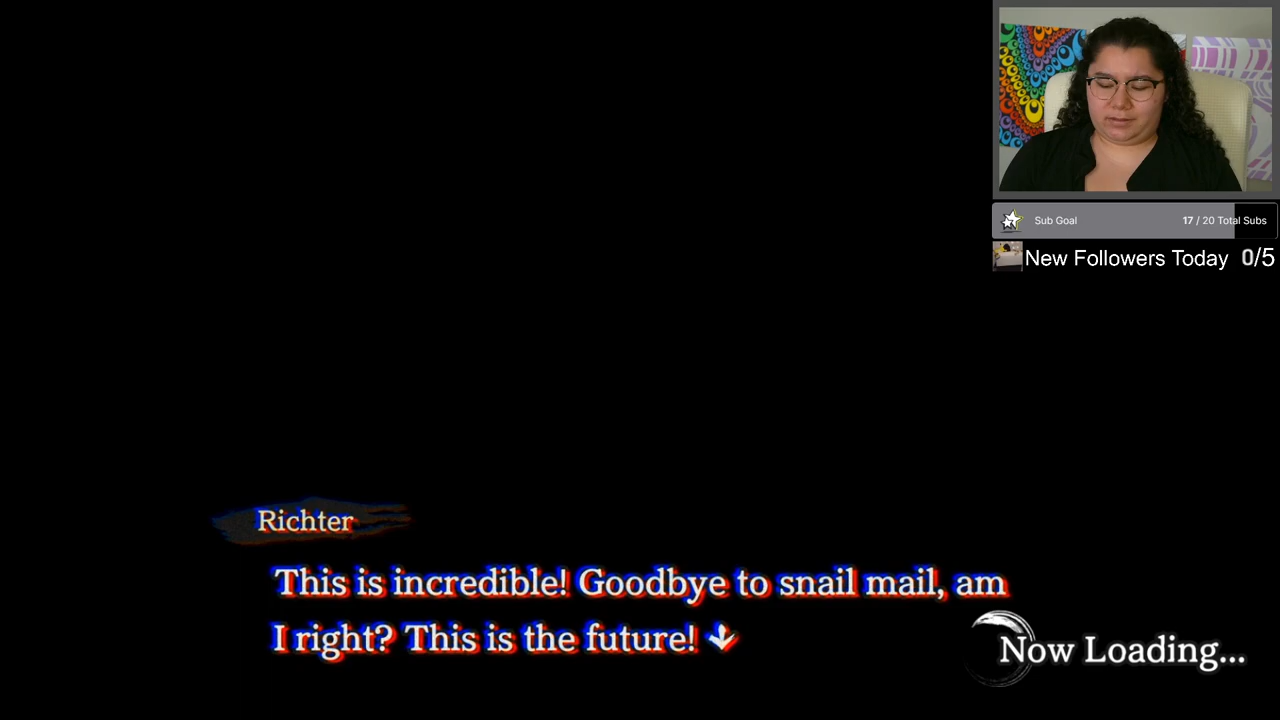 Sub Goal 17 / 20 Total Subs
New Followers Today 0/5
Richter
This is incredible! Goodbye to snail mail, am
I right? This is the future!
Now Loading...